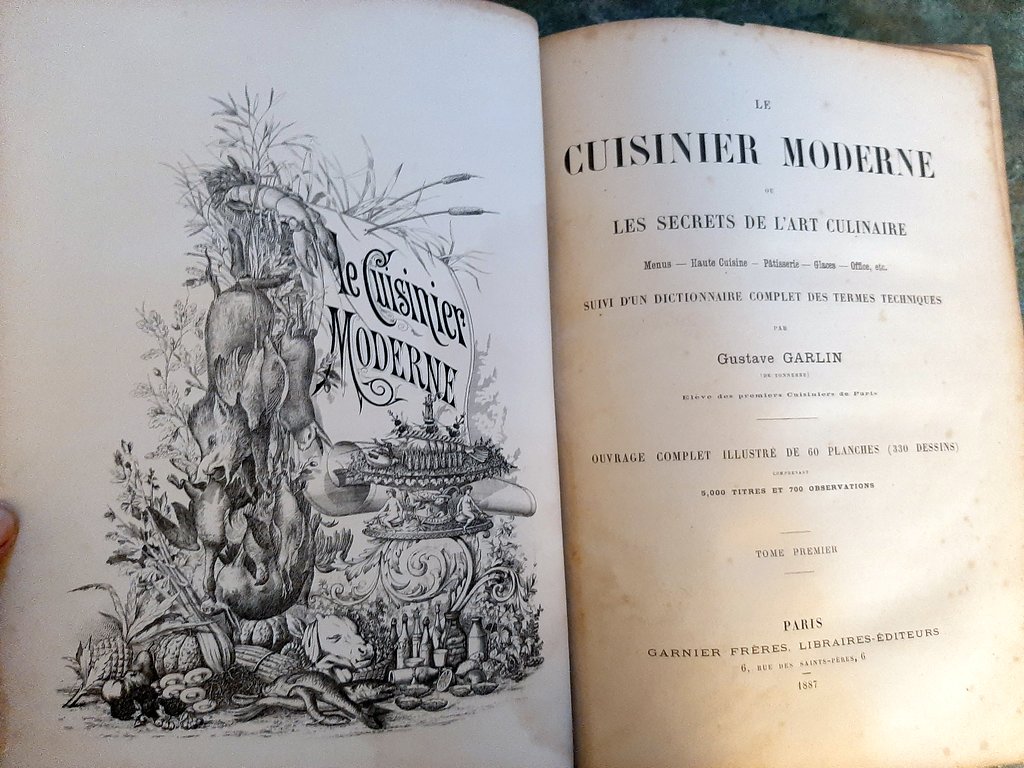 le Cuisinier
MODERNE
LE
CUISINIER MODERNE
OU
LES SECRETS DE L'ART CULINAIRE
Menus — Haute Cuisine — Pâtisserie — Glaces — Office, etc.
SUIVI D'UN DICTIONNAIRE COMPLET DES TERMES TECHNIQUES
PAR
Gustave GARLIN
(DE TONNERRE)
Elève des premiers Cuisiniers de Paris
OUVRAGE COMPLET ILLUSTRÉ DE 60 PLANCHES (330 DESSINS)
COMPRENANT
5,000 TITRES ET 700 OBSERVATIONS
TOME PREMIER
PARIS
GARNIER FRÈRES, LIBRAIRES-ÉDITEURS
6, RUE DES SAINTS-PÈRES, 6
1887